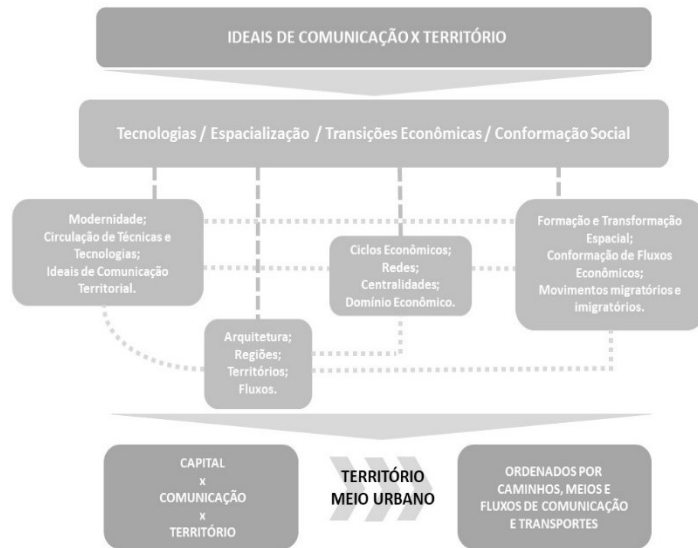 IDEAIS DE COMUNICAÇÃO X TERRITÓRIO
Tecnologias / Espacialização / Transições Econômicas / Conformação Social
Modernidade;
Circulação de Técnicas e
Tecnologias;
Ideais de Comunicação
Territorial.
Arquitetura;
Regiões;
Territórios;
Fluxos.
Ciclos Econômicos;
Redes;
Centralidades;
Domínio Econômico.
Formação e Transformação
Espacial;
Conformação de Fluxos
Econômicos;
Movimentos migratórios e
imigratórios.
CAPITAL
x
COMUNICAÇÃO
x
TERRITÓRIO
TERRITÓRIO
MEIO URBANO
ORDENADOS POR
CAMINHOS, MEIOS E
FLUXOS DE COMUNICAÇÃO
E TRANSPORTES